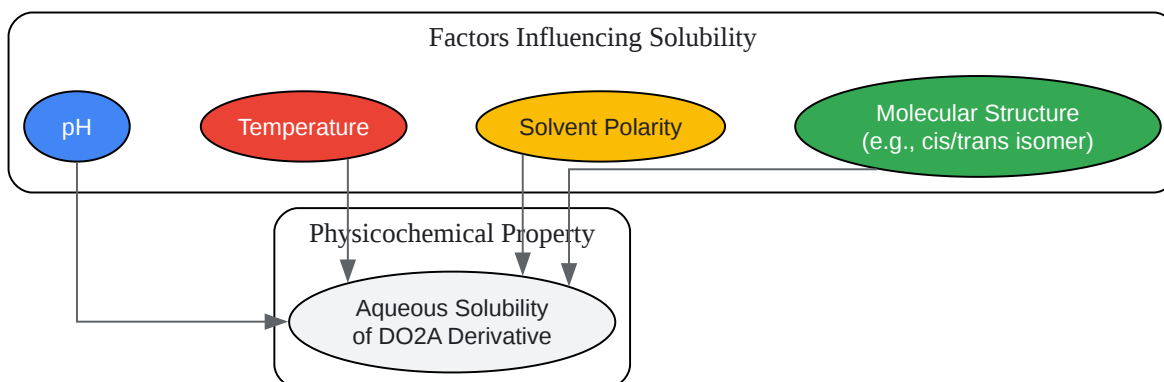 Factors Influencing Solubility
pH
Temperature
Solvent Polarity
Molecular Structure
(e.g., cis/trans isomer)
Physicochemical Property
Aqueous Solubility
of DO2A Derivative